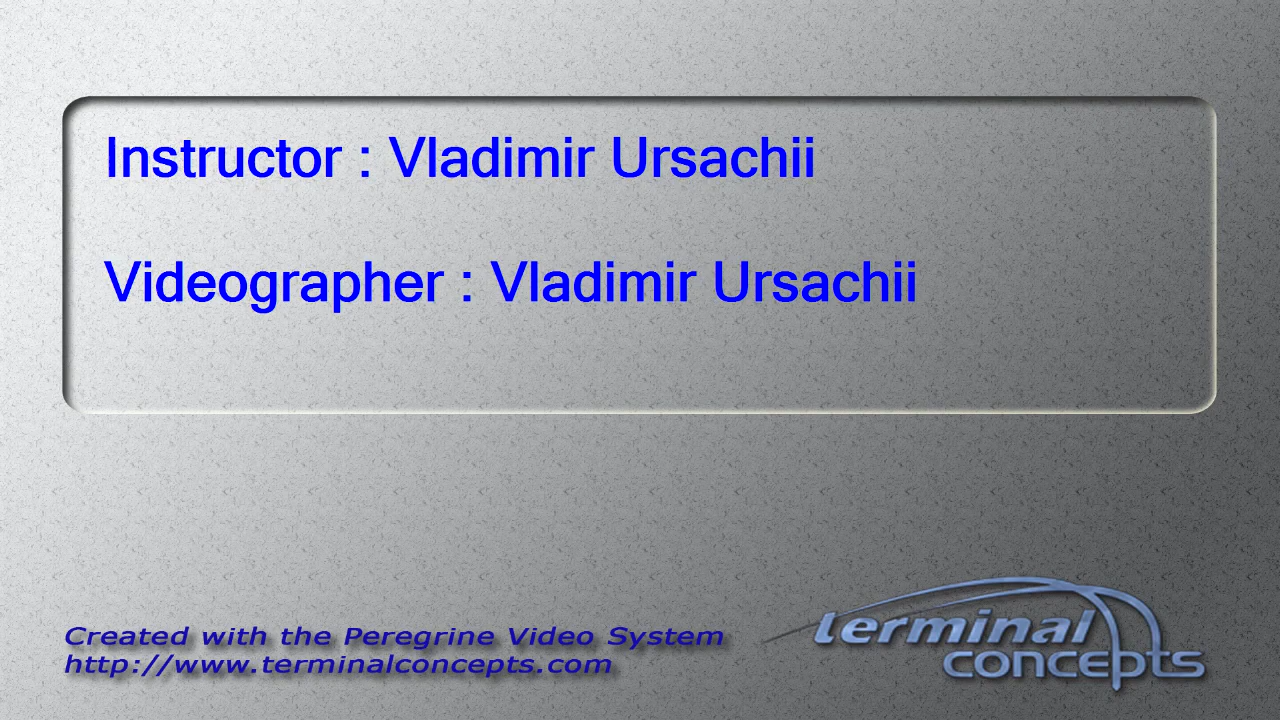 Instructor : Vladimir Ursachii
Videographer : Vladimir Ursachii
Created with the Peregrine Video System
http://www.terminalconcepts.com
terminal
concepts